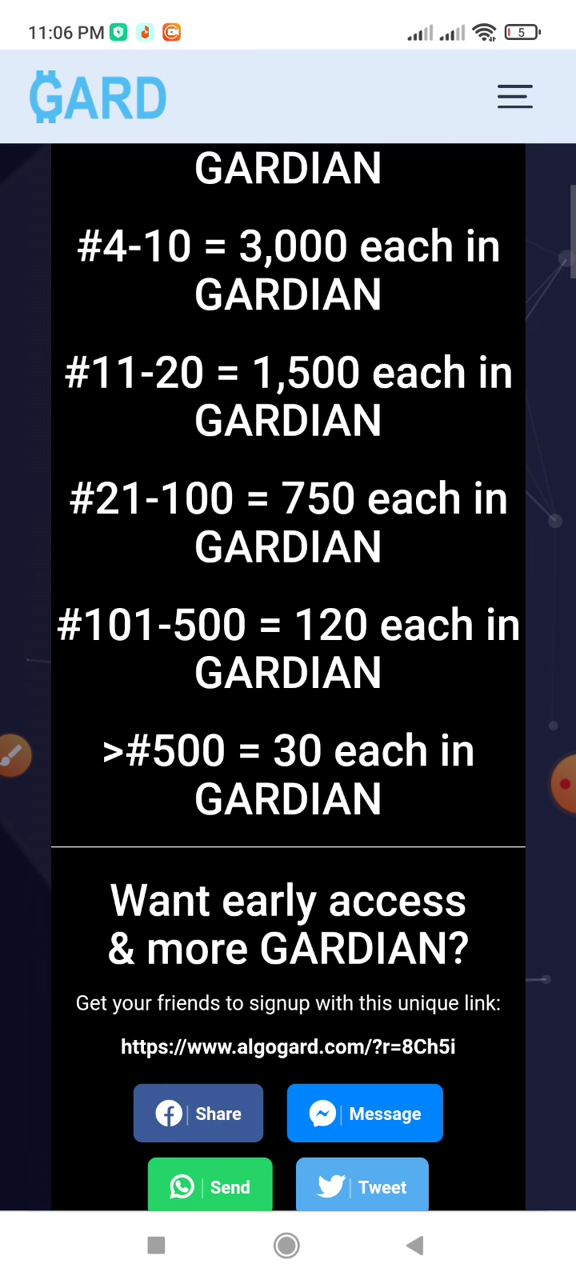 11:06 PM
5
GARD
GARDIAN
#4-10 = 3,000 each in
GARDIAN
#11-20 = 1,500 each in
GARDIAN
#21-100 = 750 each in
GARDIAN
#101-500 = 120 each in
GARDIAN
>#500 = 30 each in
GARDIAN
Want early access
& more GARDIAN?
Get your friends to signup with this unique link:
https://www.algogard.com/?r=8Ch5i
Share
Message
Send
Tweet